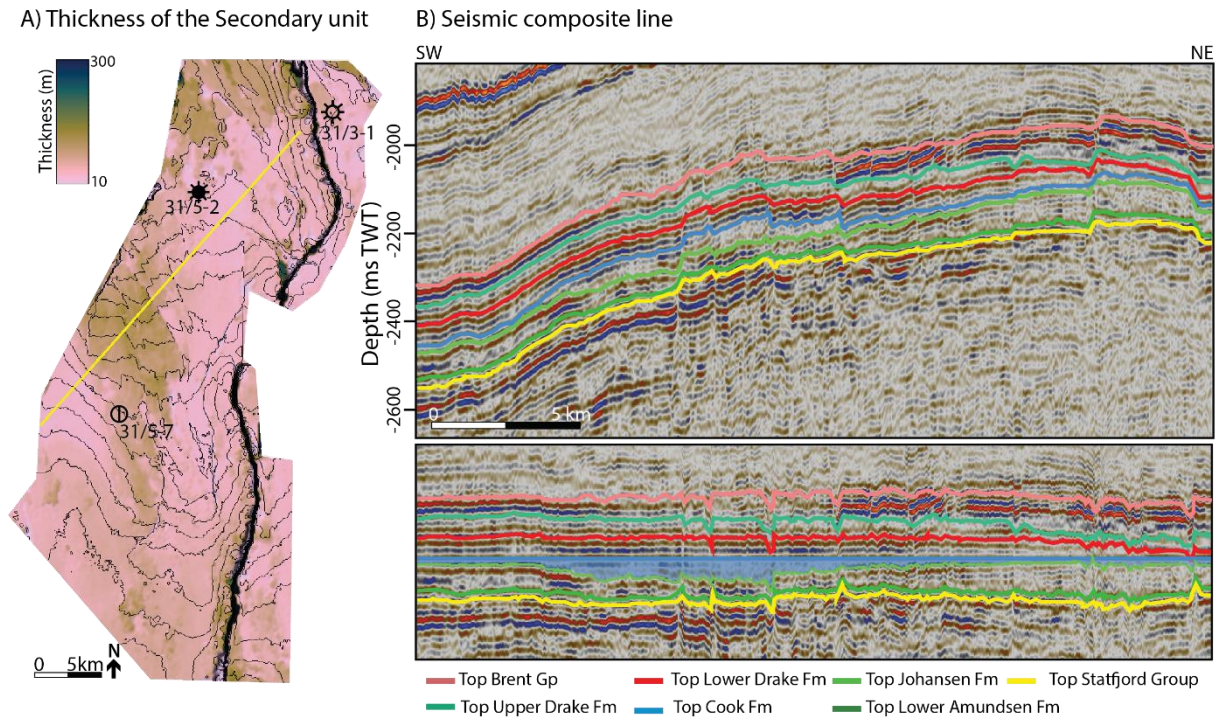 A) Thickness of the Secondary unit
B) Seismic composite line
Thickness (m)
300
10
31/3-1
31/5-2
31/5-7
0 5km
N
SW NE
Depth (ms TWT)
-2000
-2200
-2400
-2600
0 5 km
Top Brent Gp Top Lower Drake Fm Top Johansen Fm Top Statfjord Group
Top Upper Drake Fm Top Cook Fm Top Lower Amundsen Fm